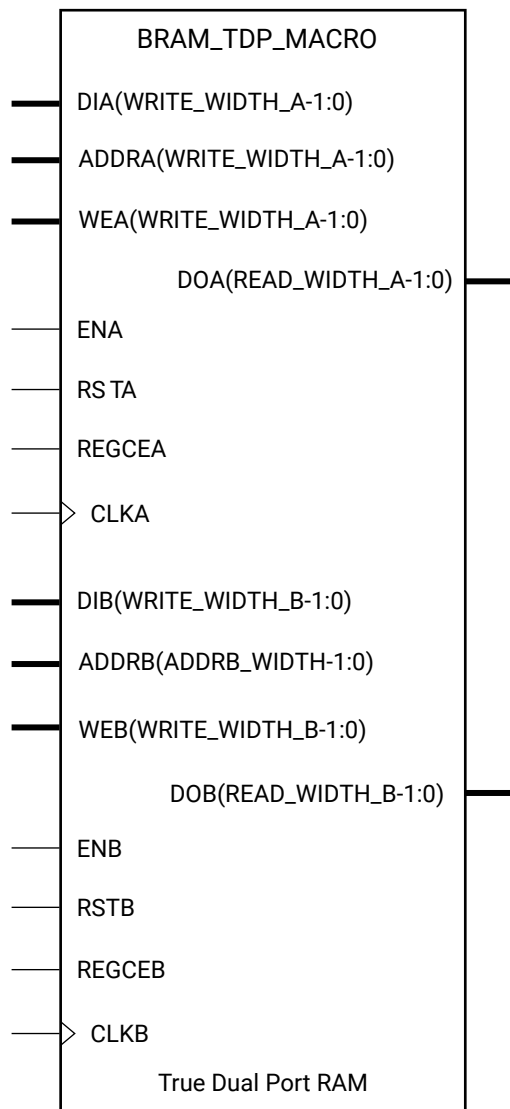 BRAM_TDP_MACRO
DIA(WRITE_WIDTH_A-1:0)
ADDRA(WRITE_WIDTH_A-1:0)
WEA(WRITE_WIDTH_A-1:0)
DOA(READ_WIDTH_A-1:0)
ENA
RS TA
REGCEA
CLKA
DIB(WRITE_WIDTH_B-1:0)
ADDRB(ADDRB_WIDTH-1:0)
WEB(WRITE_WIDTH_B-1:0)
DOB(READ_WIDTH_B-1:0)
ENB
RSTB
REGCEB
CLKB
True Dual Port RAM